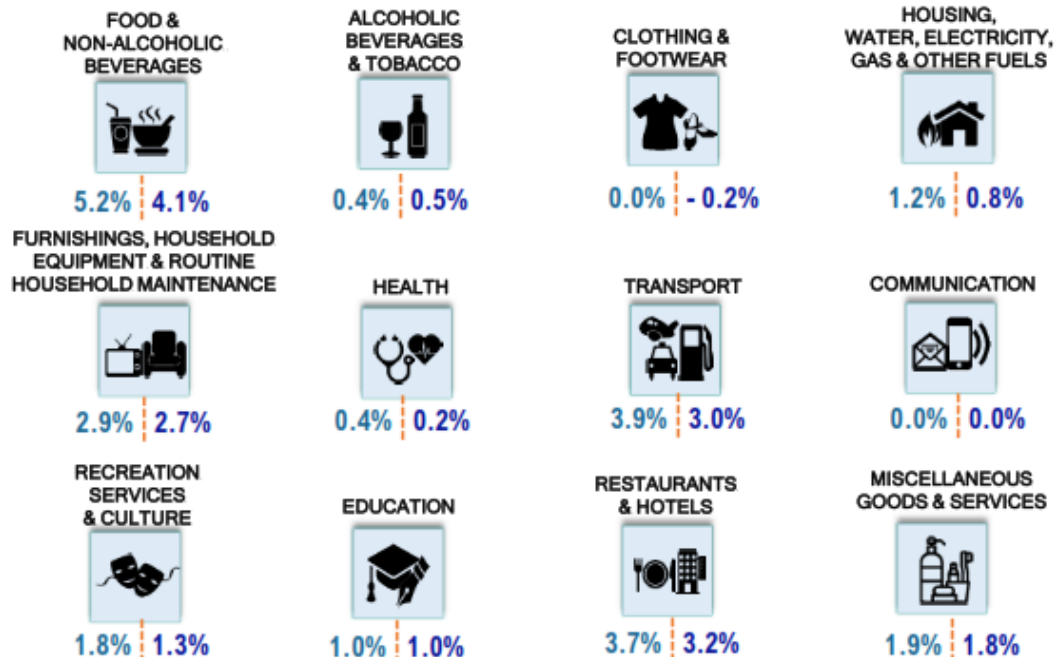 FOOD &
NON-ALCOHOLIC
BEVERAGES
5.2% 4.1%
ALCOHOLIC
BEVERAGES
& TOBACCO
0.4% 0.5%
CLOTHING &
FOOTWEAR
0.0% - 0.2%
HOUSING,
WATER, ELECTRICITY,
GAS & OTHER FUELS
1.2% 0.8%
FURNISHINGS, HOUSEHOLD
EQUIPMENT & ROUTINE
HOUSEHOLD MAINTENANCE
2.9% 2.7%
HEALTH
0.4% 0.2%
TRANSPORT
3.9% 3.0%
COMMUNICATION
0.0% 0.0%
RECREATION
SERVICES
& CULTURE
1.8% 1.3%
EDUCATION
1.0% 1.0%
RESTAURANTS
& HOTELS
3.7% 3.2%
MISCELLANEOUS
GOODS & SERVICES
1.9% 1.8%